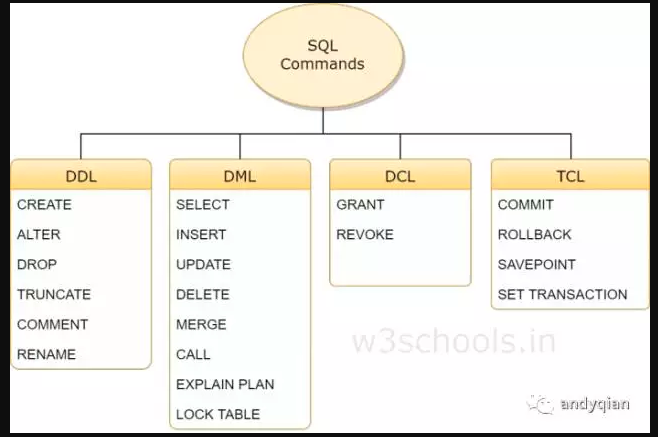 SQL
Commands
DDL
CREATE
ALTER
DROP
TRUNCATE
COMMENT
RENAME
DML
SELECT
INSERT
UPDATE
DELETE
MERGE
CALL
EXPLAIN PLAN
LOCK TABLE
DCL
GRANT
REVOKE
TCL
COMMIT
ROLLBACK
SAVEPOINT
SET TRANSACTION
w3schools.in
andyqian